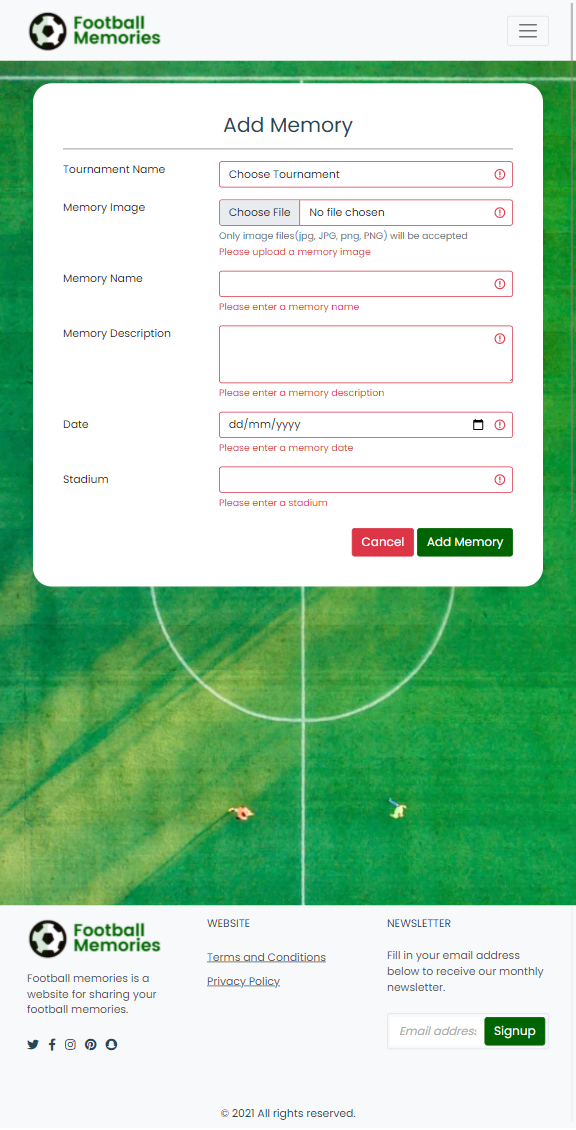 Football
Memories
Add Memory
Tournament Name
Choose Tournament
Memory Image
Choose File No file chosen
Only image files(jpg, JPG, png, PNG) will be accepted
Please upload a memory image
Memory Name
Please enter a memory name
Memory Description
Please enter a memory description
Date
dd/mm/yyyy
Please enter a memory date
Stadium
Please enter a stadium
Cancel
Add Memory
Football
Memories
Football memories is a
website for sharing your
football memories.
WEBSITE
Terms and Conditions
Privacy Policy
NEWSLETTER
Fill in your email address
below to receive our monthly
newsletter.
Email address
Signup
© 2021 All rights reserved.